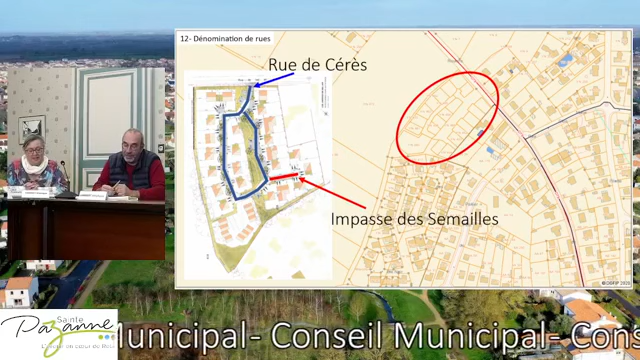 12- Dénomination de rues
Rue de Cérès
Impasse des Semailles
©DGFIP 2020
Sainte
Pazanne
unicipal- Conseil Municipal- Cons